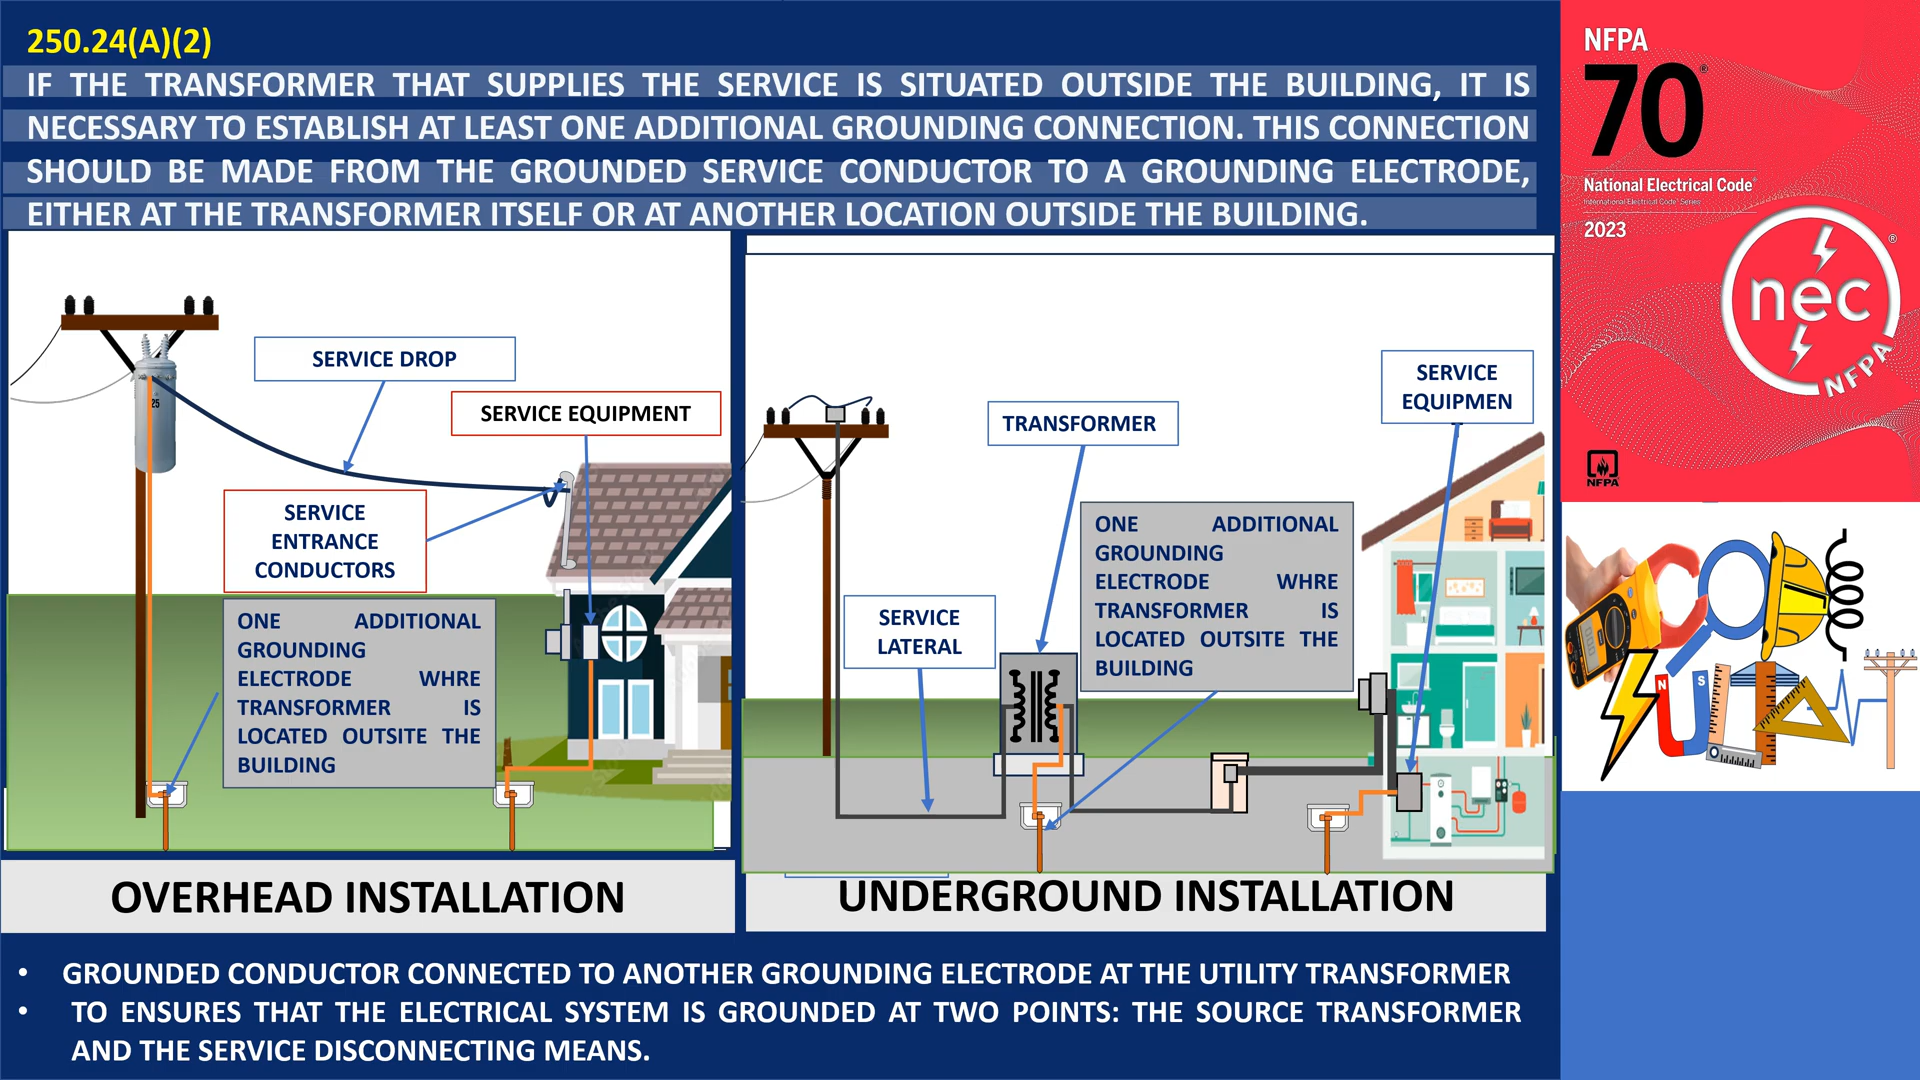 250.24(A)(2)
IF THE TRANSFORMER THAT SUPPLIES THE SERVICE IS SITUATED OUTSIDE THE BUILDING, IT IS
NECESSARY TO ESTABLISH AT LEAST ONE ADDITIONAL GROUNDING CONNECTION. THIS CONNECTION
SHOULD BE MADE FROM THE GROUNDED SERVICE CONDUCTOR TO A GROUNDING ELECTRODE,
EITHER AT THE TRANSFORMER ITSELF OR AT ANOTHER LOCATION OUTSIDE THE BUILDING.
SERVICE DROP
SERVICE EQUIPMENT
25
SERVICE
ENTRANCE
CONDUCTORS
ONE ADDITIONAL
GROUNDING
ELECTRODE WHRE
TRANSFORMER IS
LOCATED OUTSITE THE
BUILDING
OVERHEAD INSTALLATION
SERVICE
EQUIPMEN
TRANSFORMER
ONE ADDITIONAL
GROUNDING
ELECTRODE WHRE
TRANSFORMER IS
LOCATED OUTSITE THE
BUILDING
SERVICE
LATERAL
UNDERGROUND INSTALLATION
• GROUNDED CONDUCTOR CONNECTED TO ANOTHER GROUNDING ELECTRODE AT THE UTILITY TRANSFORMER
• TO ENSURES THAT THE ELECTRICAL SYSTEM IS GROUNDED AT TWO POINTS: THE SOURCE TRANSFORMER
AND THE SERVICE DISCONNECTING MEANS.
NFPA
70®
National Electrical Code®
International Electrical Code® Series
2023
nec®
NFPA
NFPA
N S